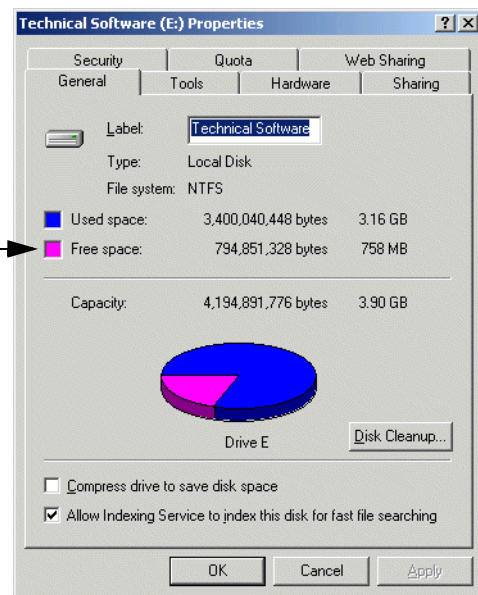 Technical Software (E:) Properties ? X
Security Quota Web Sharing
General Tools Hardware Sharing
Label: Technical Software
Type: Local Disk
File system: NTFS
Used space: 3,400,040,448 bytes 3.16 GB
Free space: 794,851,328 bytes 758 MB
Capacity: 4,194,891,776 bytes 3.90 GB
Drive E
Disk Cleanup...
Compress drive to save disk space
Allow Indexing Service to index this disk for fast file searching
OK Cancel Apply